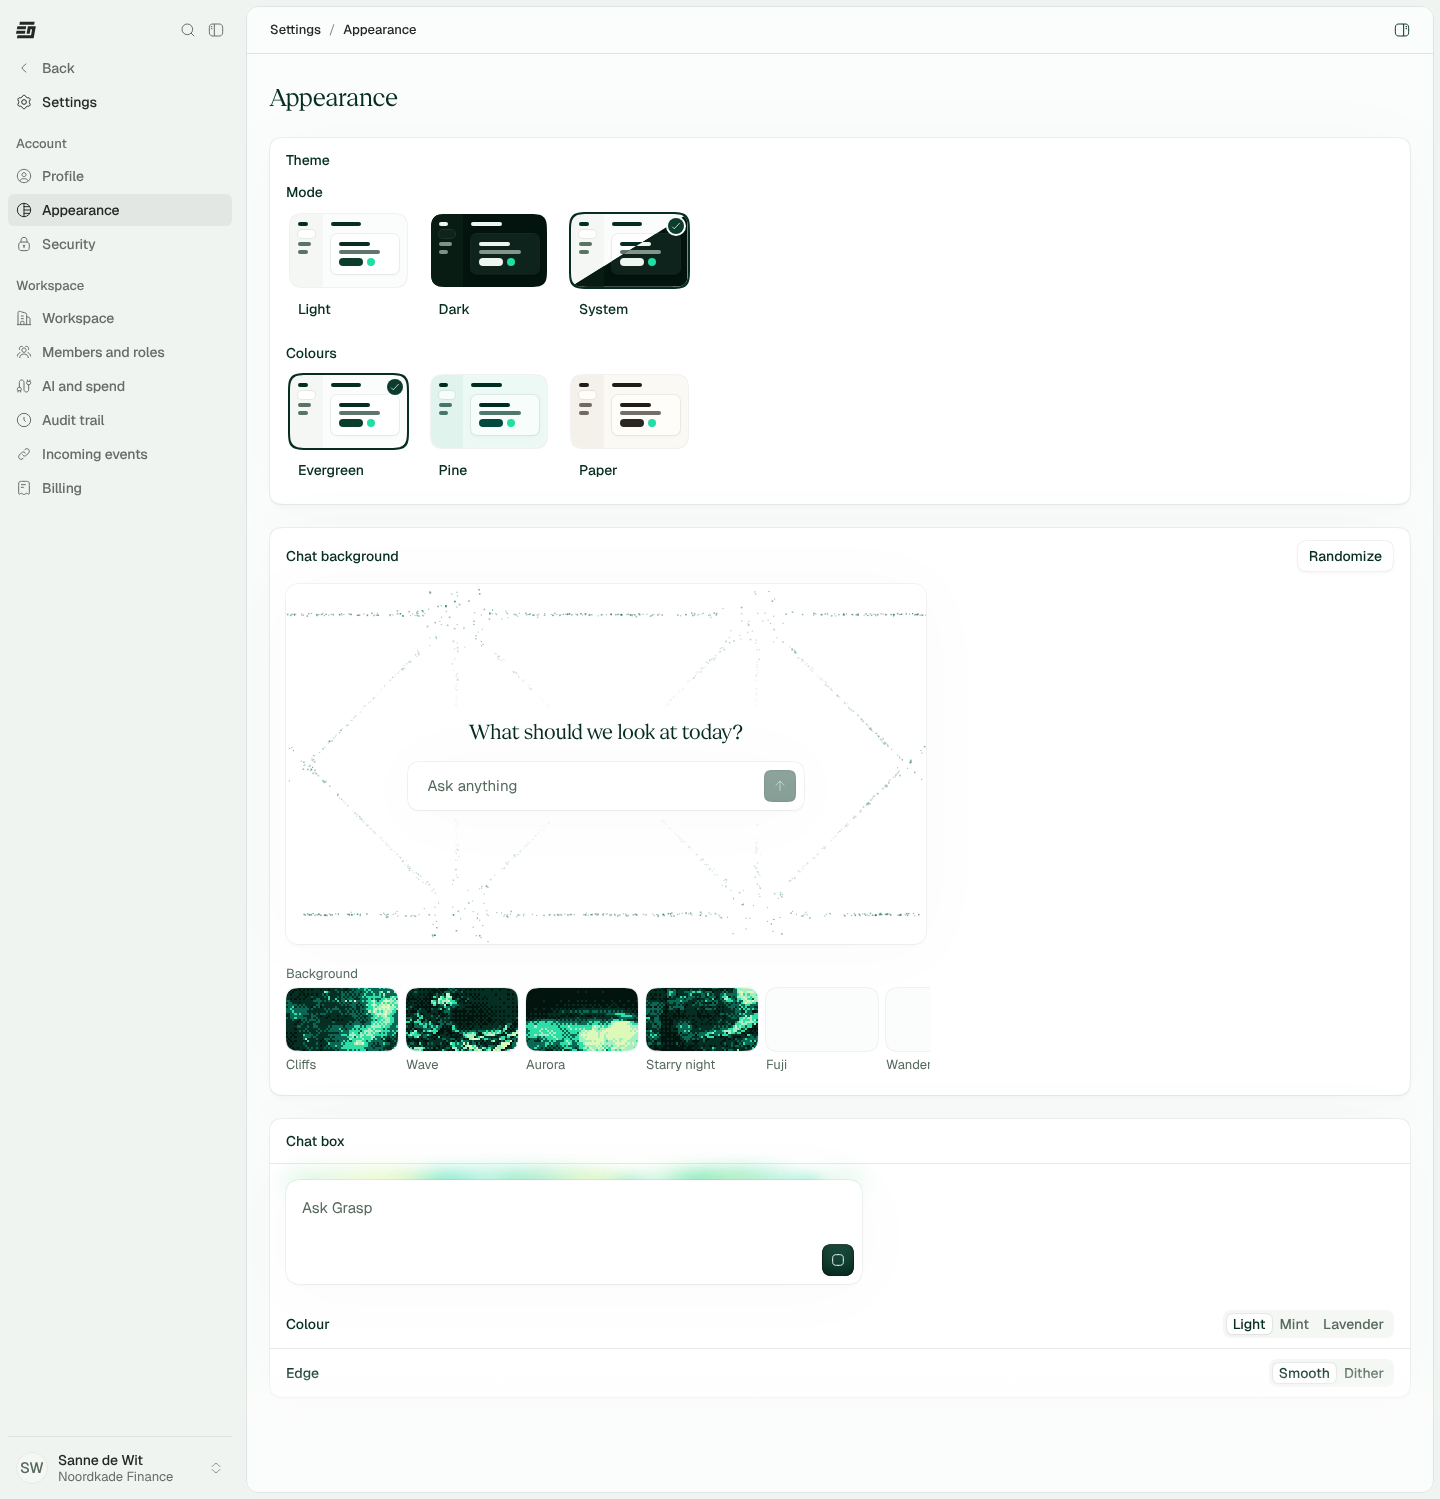 Back
Settings
Account
Profile
Appearance
Security
Workspace
Workspace
Members and roles
AI and spend
Audit trail
Incoming events
Billing
SW
Sanne de Wit
Noordkade Finance
Settings / Appearance
Appearance
Theme
Mode
Light
Dark
System
Colours
Evergreen
Pine
Paper
Chat background
Randomize
What should we look at today?
Ask anything
Background
Cliffs
Wave
Aurora
Starry night
Fuji
Wander
Chat box
Ask Grasp
Colour
Light
Mint
Lavender
Edge
Smooth
Dither